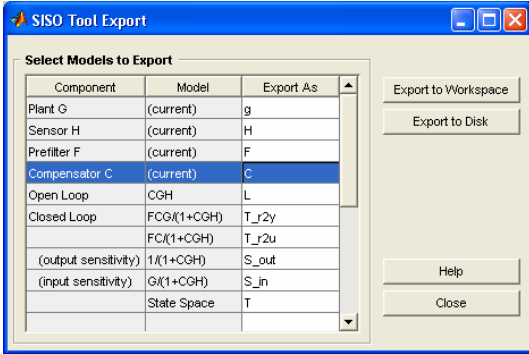 SISO Tool Export
Select Models to Export
Component Model Export As
Plant G (current) g
Sensor H (current) H
Prefilter F (current) F
Compensator C (current) C
Open Loop CGH L
Closed Loop FCG/(1+CGH) T_r2y
FC/(1+CGH) T_r2u
(output sensitivity) 1/(1+CGH) S_out
(input sensitivity) G/(1+CGH) S_in
State Space T
Export to Workspace
Export to Disk
Help
Close